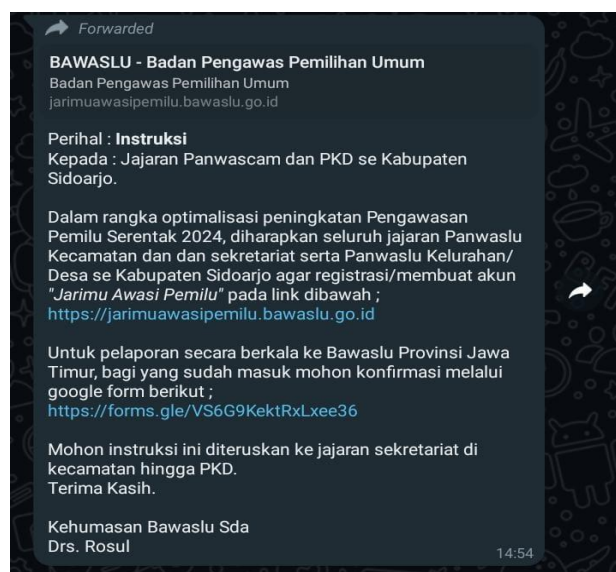 Forwarded
BAWASLU - Badan Pengawas Pemilihan Umum
Badan Pengawas Pemilihan Umum
jarimuawasipemilu.bawaslu.go.id
Perihal : Instruksi
Kepada : Jajaran Panwascam dan PKD se Kabupaten
Sidoarjo.
Dalam rangka optimalisasi peningkatan Pengawasan
Pemilu Serentak 2024, diharapkan seluruh jajaran Panwaslu
Kecamatan dan dan sekretariat serta Panwaslu Kelurahan/
Desa se Kabupaten Sidoarjo agar registrasi/membuat akun
"Jarimu Awasi Pemilu" pada link dibawah ;
https://jarimuawasipemilu.bawaslu.go.id
Untuk pelaporan secara berkala ke Bawaslu Provinsi Jawa
Timur, bagi yang sudah masuk mohon konfirmasi melalui
google form berikut ;
https://forms.gle/VS6G9KektRxLxee36
Mohon instruksi ini diteruskan ke jajaran sekretariat di
kecamatan hingga PKD.
Terima Kasih.
Kehumasan Bawaslu Sda
Drs. Rosul
14:54